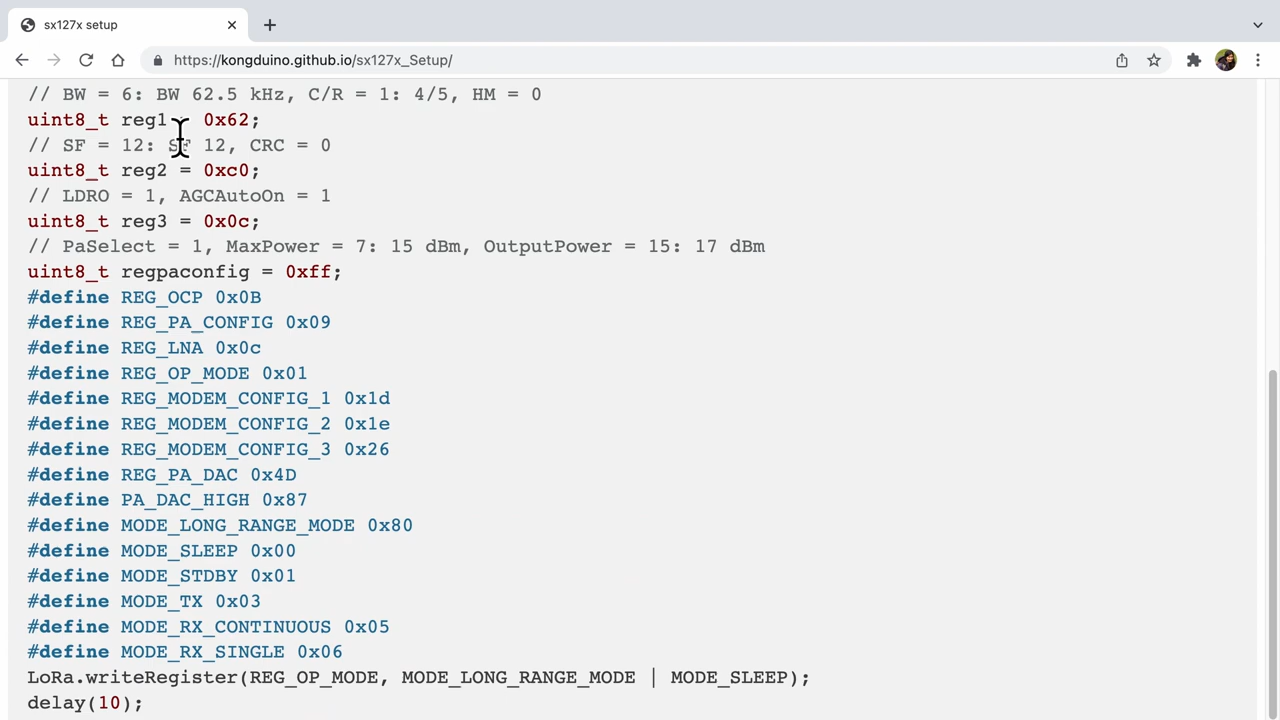 sx127x setup
https://kongduino.github.io/sx127x_Setup/
// BW = 6: BW 62.5 kHz, C/R = 1: 4/5, HM = 0
uint8_t reg1 = 0x62;
// SF = 12: SF 12, CRC = 0
uint8_t reg2 = 0xc0;
// LDRO = 1, AGCAutoOn = 1
uint8_t reg3 = 0x0c;
// PaSelect = 1, MaxPower = 7: 15 dBm, OutputPower = 15: 17 dBm
uint8_t regpaconfig = 0xff;
#define REG_OCP 0x0B
#define REG_PA_CONFIG 0x09
#define REG_LNA 0x0c
#define REG_OP_MODE 0x01
#define REG_MODEM_CONFIG_1 0x1d
#define REG_MODEM_CONFIG_2 0x1e
#define REG_MODEM_CONFIG_3 0x26
#define REG_PA_DAC 0x4D
#define PA_DAC_HIGH 0x87
#define MODE_LONG_RANGE_MODE 0x80
#define MODE_SLEEP 0x00
#define MODE_STDBY 0x01
#define MODE_TX 0x03
#define MODE_RX_CONTINUOUS 0x05
#define MODE_RX_SINGLE 0x06
LoRa.writeRegister(REG_OP_MODE, MODE_LONG_RANGE_MODE | MODE_SLEEP);
delay(10);